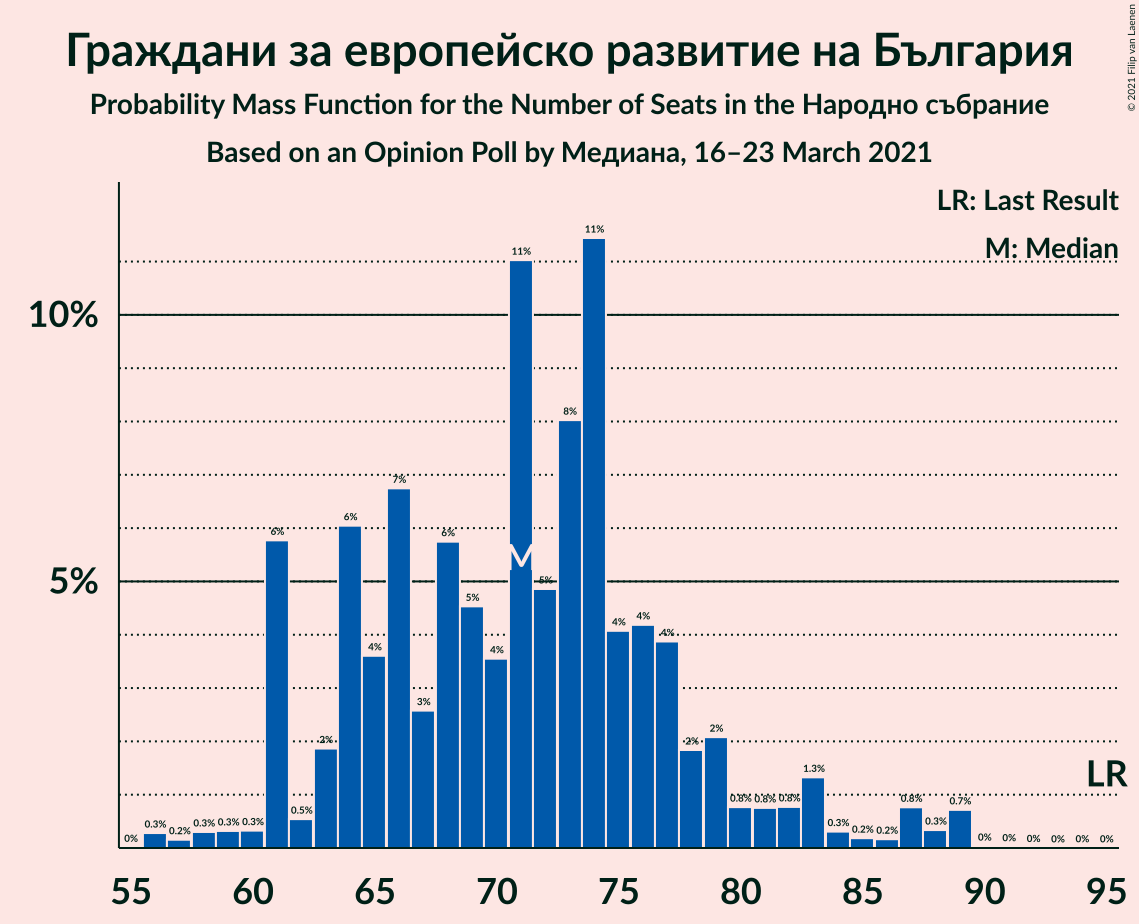 Граждани за европейско развитие на България
Probability Mass Function for the Number of Seats in the Народно събрание
Based on an Opinion Poll by Медиана, 16–23 March 2021
© 2021 Filip van Laenen
LR: Last Result
M: Median
10%
5%
0% 0.3% 0.2% 0.3% 0.3% 0.3% 6% 0.5% 2% 6% 4% 7% 3% 6% 5% 4% 11% 5% 8% 11% 4% 4% 4% 2% 2% 0.8% 0.8% 0.8% 1.3% 0.3% 0.2% 0.2% 0.8% 0.3% 0.7% 0% 0% 0% 0% 0% 0%
M
LR
55 60 65 70 75 80 85 90 95